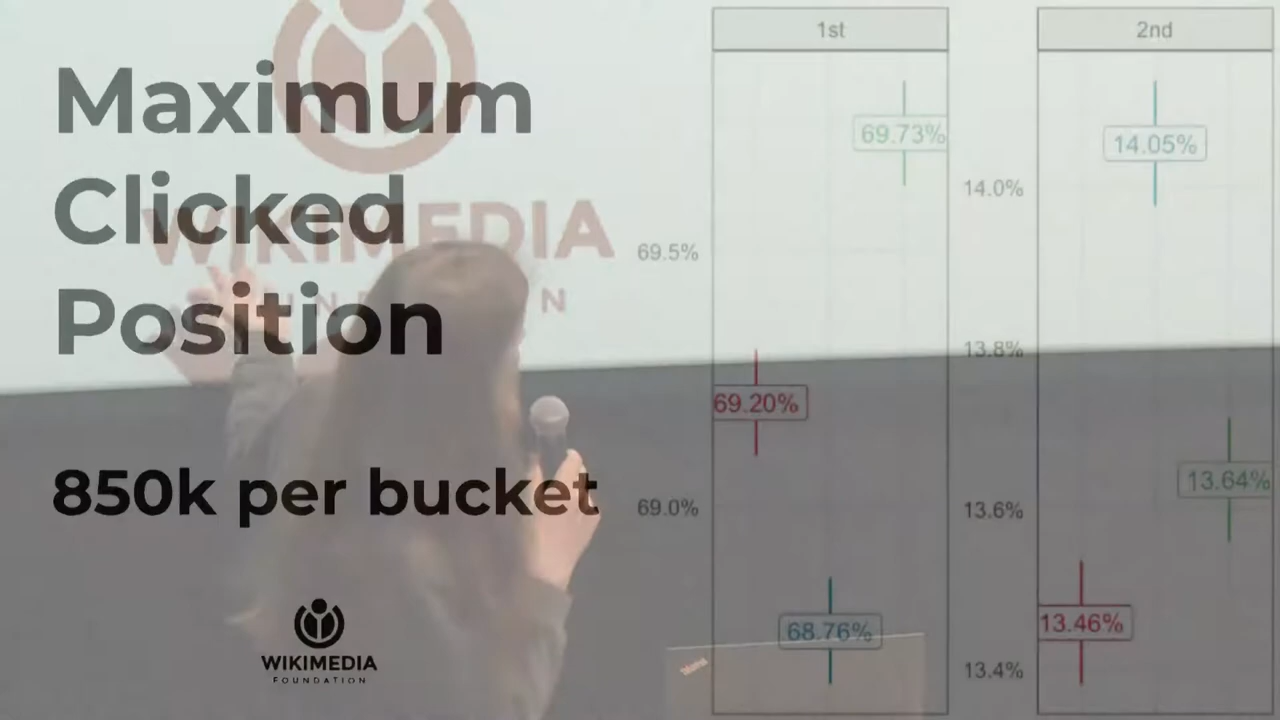 Maximum
Clicked
Position
850k per bucket
WIKIMEDIA
FOUNDATION
WIKIMEDIA
N
1st
2nd
69.73%
14.05%
14.0%
69.5%
13.8%
69.20%
13.64%
69.0%
13.6%
68.76%
13.46%
13.4%